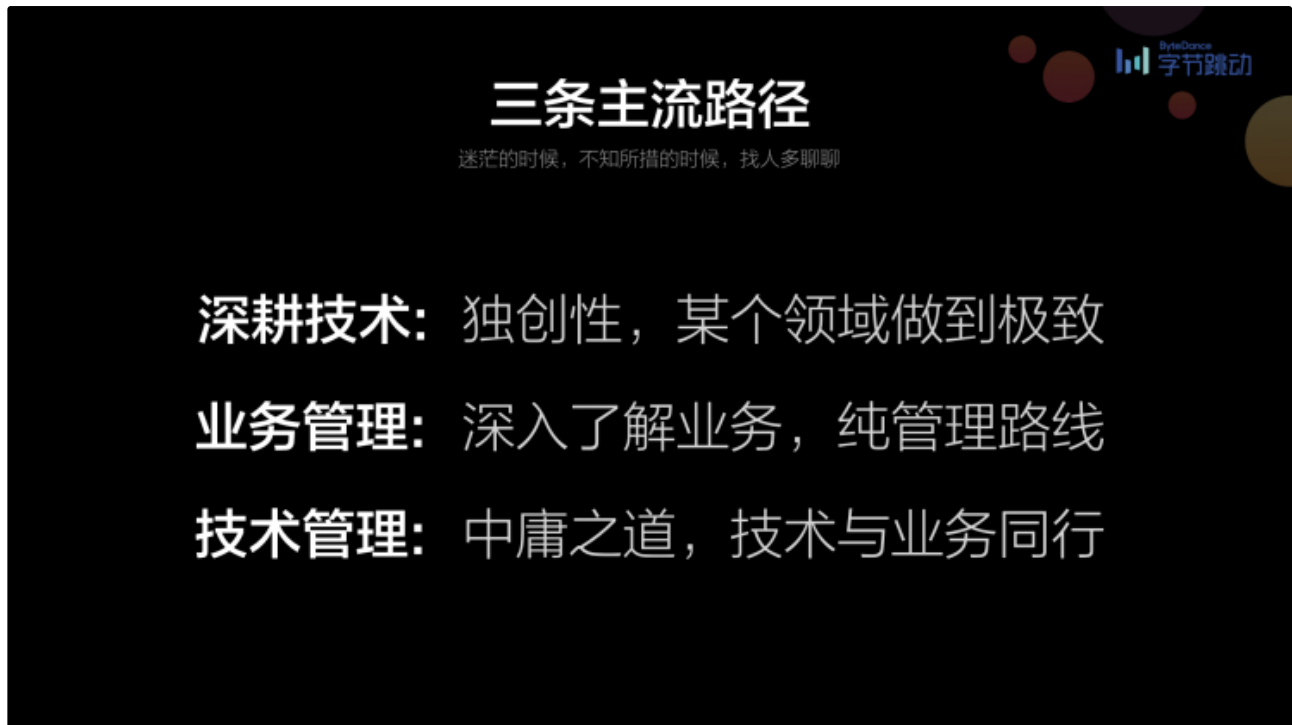 ByteDance
字节跳动
三条主流路径
迷茫的时候，不知所措的时候，找人多聊聊
深耕技术：独创性，某个领域做到极致
业务管理：深入了解业务，纯管理路线
技术管理：中庸之道，技术与业务同行